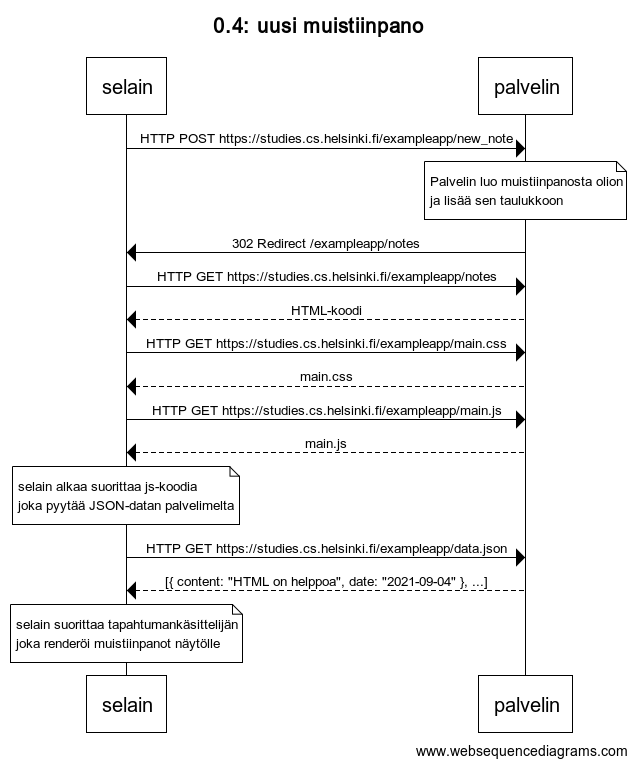 0.4: uusi muistiinpano
selain
palvelin
HTTP POST https://studies.cs.helsinki.fi/exampleapp/new_note
Palvelin luo muistiinpanosta olion
ja lisää sen taulukkoon
302 Redirect /exampleapp/notes
HTTP GET https://studies.cs.helsinki.fi/exampleapp/notes
HTML-koodi
HTTP GET https://studies.cs.helsinki.fi/exampleapp/main.css
main.css
HTTP GET https://studies.cs.helsinki.fi/exampleapp/main.js
main.js
selain alkaa suorittaa js-koodia
joka pyytää JSON-datan palvelimelta
HTTP GET https://studies.cs.helsinki.fi/exampleapp/data.json
[{ content: "HTML on helppoa", date: "2021-09-04" }, ...]
selain suorittaa tapahtumankäsittelijän
joka renderöi muistiinpanot näytölle
selain
palvelin
www.websequencediagrams.com